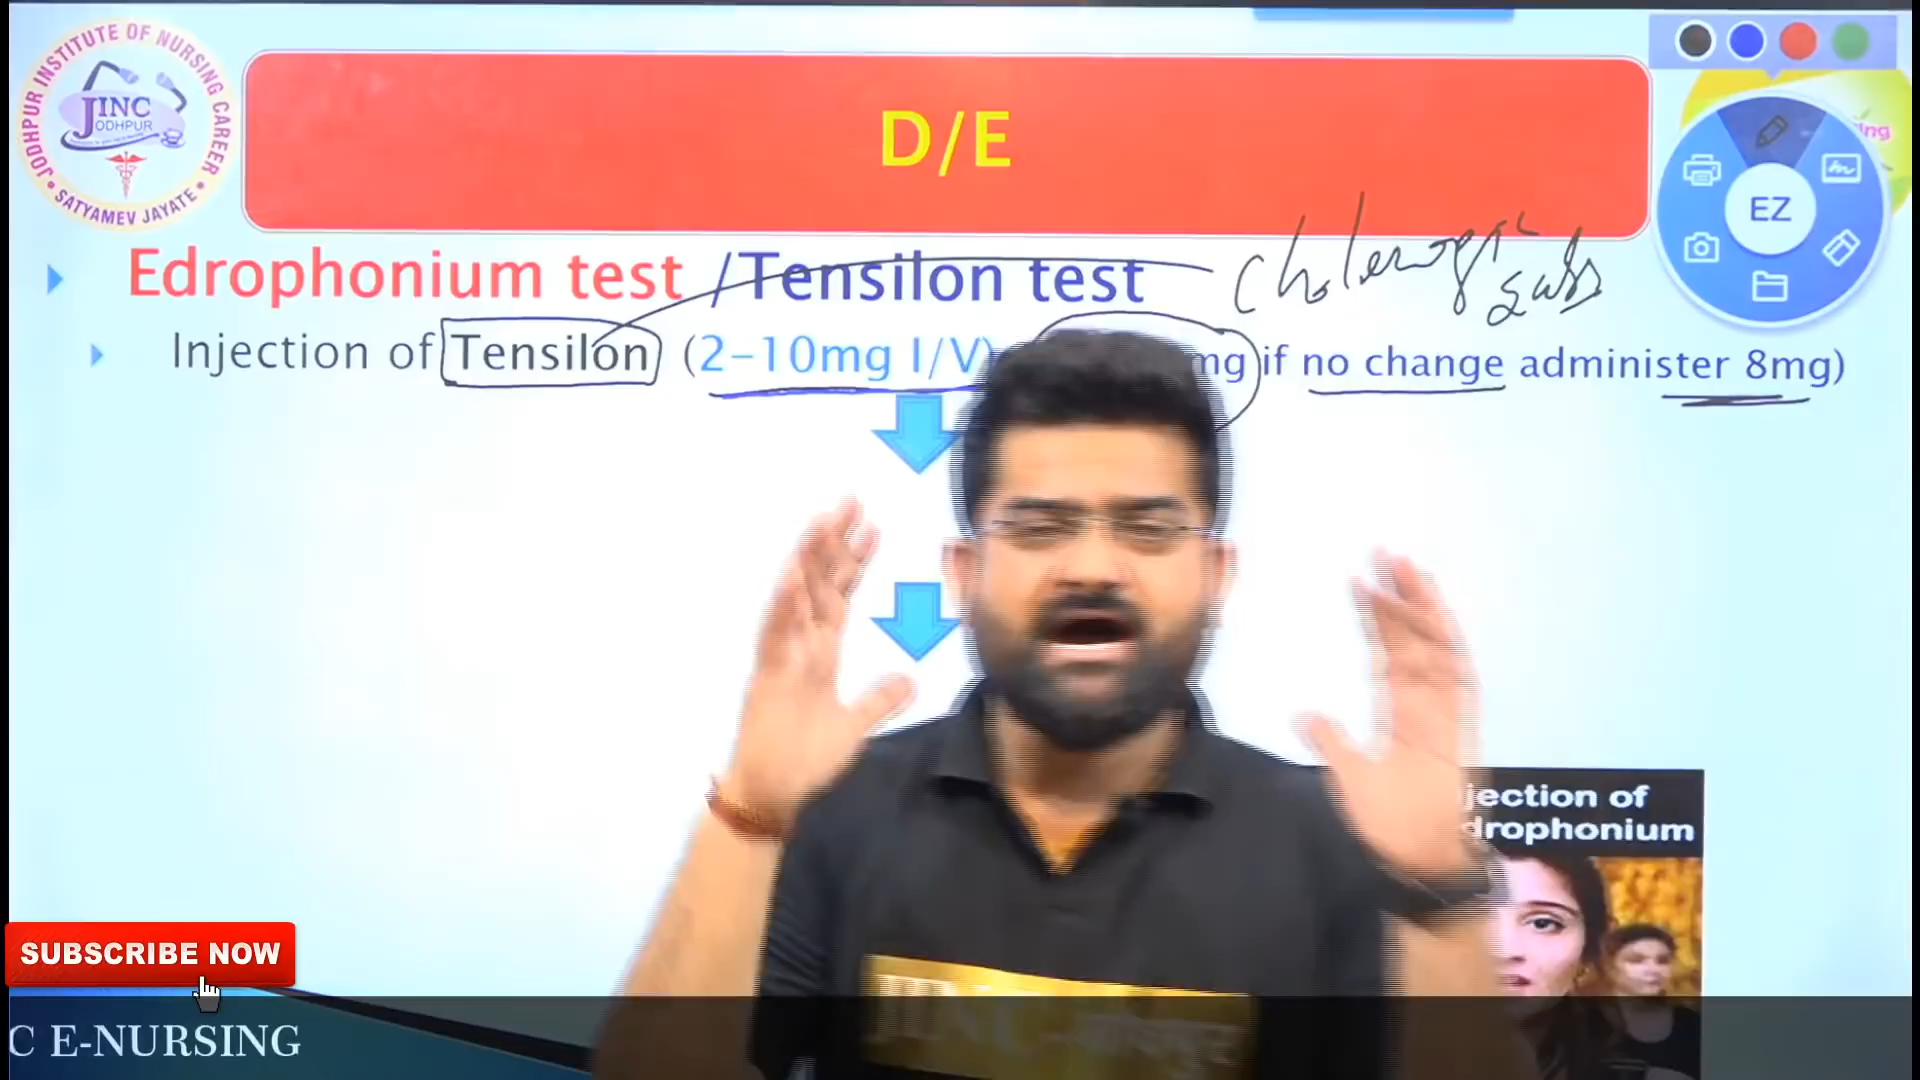 JODHPUR INSTITUTE OF NURSING CAREER
JINC
JODHPUR
SATYAMEV JAYATE
D/E
EZ
ing
Edrophonium test /Tensilon test
Injection of Tensilon (2-10mg I/V) mg if no change administer 8mg)
jection of
drophonium
SUBSCRIBE NOW
C E-NURSING